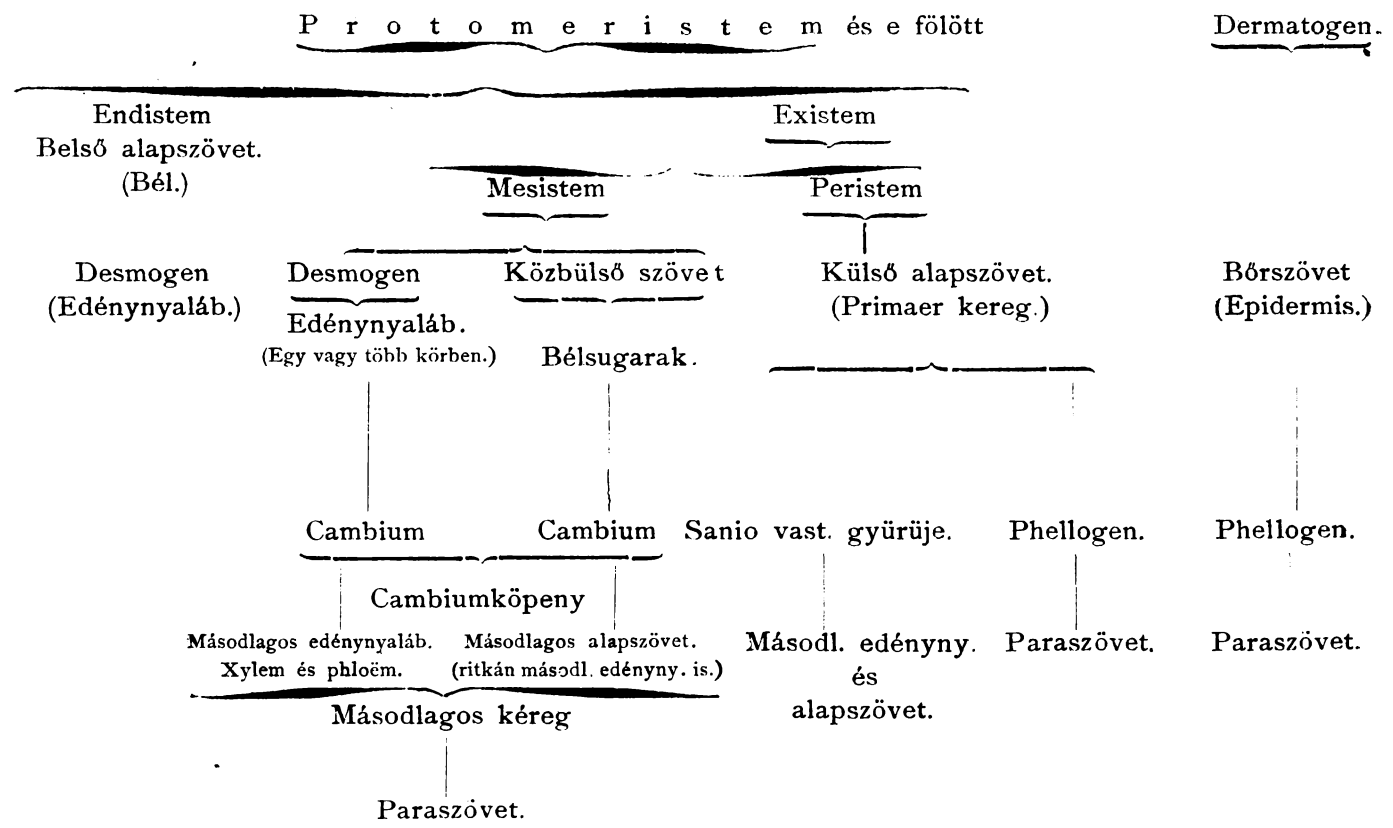 Protomeristem és e fölött Dermatogen.
Endistem Existem
Belső alapszövet.
(Bél.)
Mesistem Peristem
Desmogen Desmogen Közbülső szövet Külső alapszövet. Bőrszövet
(Edénynyaláb.) (Primaer kereg.) (Epidermis.)
Edénynyaláb.
(Egy vagy több körben.) Bélsugarak.
Cambium Cambium Sanio vast. gyürüje. Phellogen. Phellogen.
Cambiumköpeny
Másodlagos edénynyaláb. Másodlagos alapszövet. Másodl. edényny. Paraszövet. Paraszövet.
Xylem és phloëm. (ritkán másodl. edényny. is.)
és
alapszövet.
Másodlagos kéreg
Paraszövet.